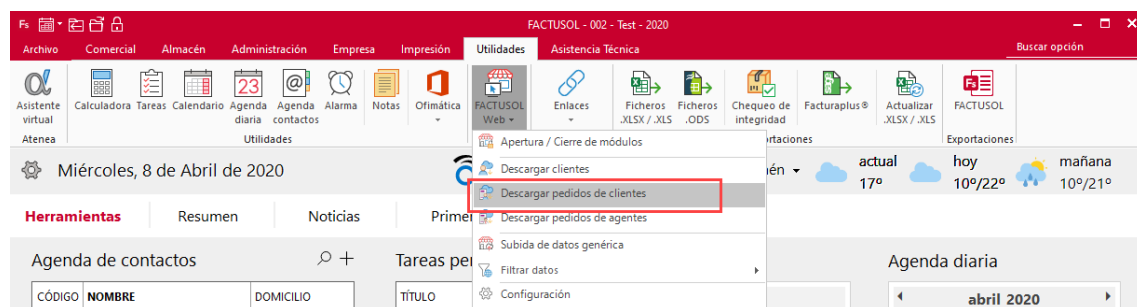 Fs FACTUSOL - 002 - Test - 2020
Archivo Comercial Almacén Administración Empresa Impresión Utilidades Asistencia Técnica Buscar opción
23 @
Asistente virtual Calculadora Tareas Calendario Agenda diaria Agenda contactos Alarma Notas Ofimática FACTUSOL Web Enlaces Ficheros .XLSX / .XLS Ficheros .ODS Chequeo de integridad Facturaplus® Actualizar .XLSX / .XLS FACTUSOL
Atenea Utilidades Exportaciones
Apertura / Cierre de módulos
Miércoles, 8 de Abril de 2020
Descargar clientes
actual 17º hoy 10º/22º mañana 10º/21º
Descargar pedidos de clientes
Herramientas Resumen Noticias
Descargar pedidos de agentes
Subida de datos genérica
Agenda de contactos Agenda diaria
Filtrar datos
CÓDIGO NOMBRE DOMICILIO TÍTULO
Configuración
abril 2020